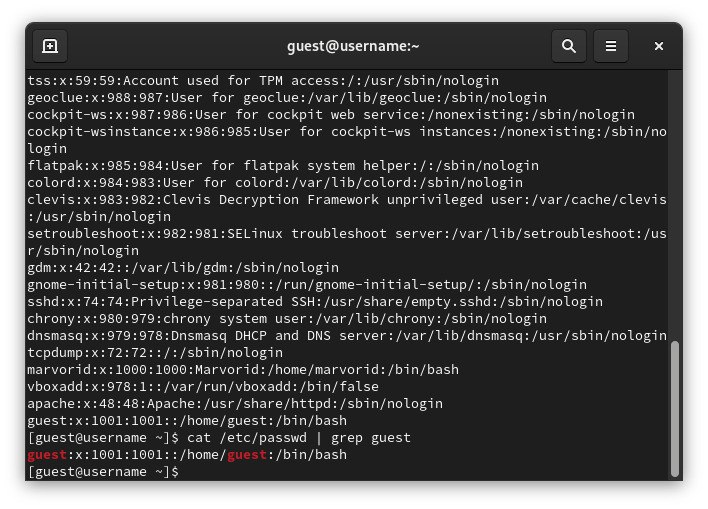 guest@username:~
tss:x:59:59:Account used for TPM access:/:/usr/sbin/nologin
geoclue:x:988:987:User for geoclue:/var/lib/geoclue:/sbin/nologin
cockpit-ws:x:987:986:User for cockpit web service:/nonexisting:/sbin/nologin
cockpit-wsinstance:x:986:985:User for cockpit-ws instances:/nonexisting:/sbin/no
login
flatpak:x:985:984:User for flatpak system helper:/:/sbin/nologin
colord:x:984:983:User for colord:/var/lib/colord:/sbin/nologin
clevis:x:983:982:Clevis Decryption Framework unprivileged user:/var/cache/clevis
:/usr/sbin/nologin
setroubleshoot:x:982:981:SELinux troubleshoot server:/var/lib/setroubleshoot:/us
r/sbin/nologin
gdm:x:42:42::/var/lib/gdm:/sbin/nologin
gnome-initial-setup:x:981:980::/run/gnome-initial-setup/:/sbin/nologin
sshd:x:74:74:Privilege-separated SSH:/usr/share/empty.sshd:/sbin/nologin
chrony:x:980:979:chrony system user:/var/lib/chrony:/sbin/nologin
dnsmasq:x:979:978:Dnsmasq DHCP and DNS server:/var/lib/dnsmasq:/usr/sbin/nologin
tcpdump:x:72:72::/:/sbin/nologin
marvorid:x:1000:1000:Marvorid:/home/marvorid:/bin/bash
vboxadd:x:978:1::/var/run/vboxadd:/bin/false
apache:x:48:48:Apache:/usr/share/httpd:/sbin/nologin
guest:x:1001:1001::/home/guest:/bin/bash
[guest@username ~]$ cat /etc/passwd | grep guest
guest:x:1001:1001::/home/guest:/bin/bash
[guest@username ~]$